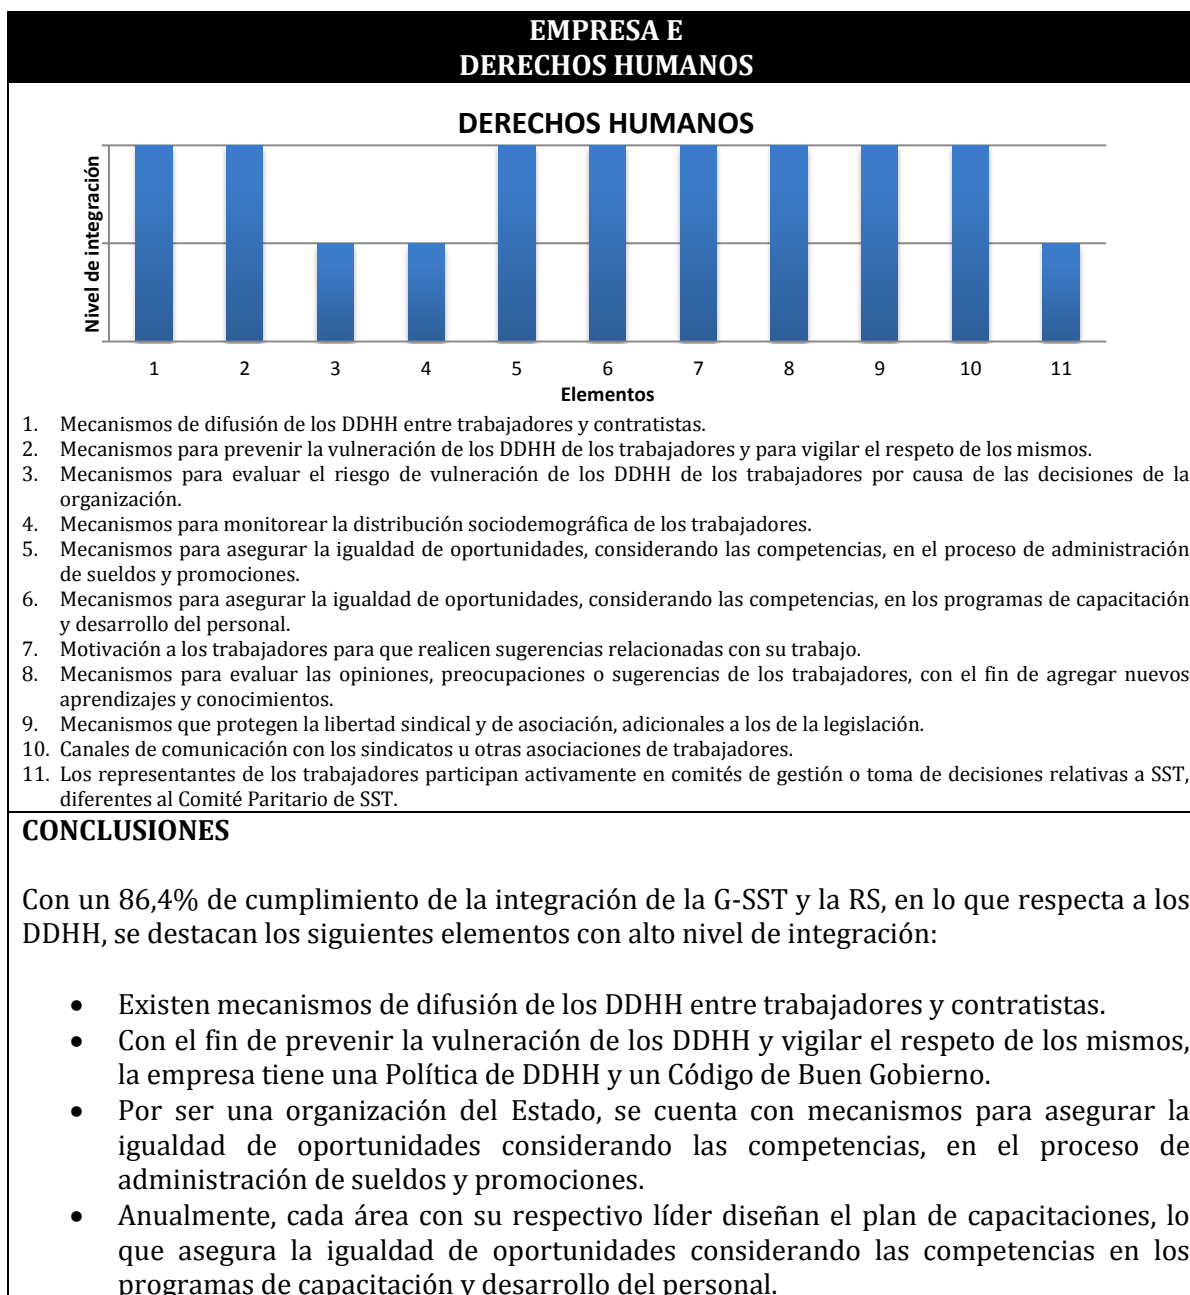 EMPRESA E
DERECHOS HUMANOS
DERECHOS HUMANOS
Nivel de integración
1 2 3 4 5 6 7 8 9 10 11
Elementos
1. Mecanismos de difusión de los DDHH entre trabajadores y contratistas.
2. Mecanismos para prevenir la vulneración de los DDHH de los trabajadores y para vigilar el respeto de los mismos.
3. Mecanismos para evaluar el riesgo de vulneración de los DDHH de los trabajadores por causa de las decisiones de la
organización.
4. Mecanismos para monitorear la distribución sociodemográfica de los trabajadores.
5. Mecanismos para asegurar la igualdad de oportunidades, considerando las competencias, en el proceso de administración
de sueldos y promociones.
6. Mecanismos para asegurar la igualdad de oportunidades, considerando las competencias, en los programas de capacitación
y desarrollo del personal.
7. Motivación a los trabajadores para que realicen sugerencias relacionadas con su trabajo.
8. Mecanismos para evaluar las opiniones, preocupaciones o sugerencias de los trabajadores, con el fin de agregar nuevos
aprendizajes y conocimientos.
9. Mecanismos que protegen la libertad sindical y de asociación, adicionales a los de la legislación.
10. Canales de comunicación con los sindicatos u otras asociaciones de trabajadores.
11. Los representantes de los trabajadores participan activamente en comités de gestión o toma de decisiones relativas a SST,
diferentes al Comité Paritario de SST.
CONCLUSIONES
Con un 86,4% de cumplimiento de la integración de la G-SST y la RS, en lo que respecta a los
DDHH, se destacan los siguientes elementos con alto nivel de integración:
• Existen mecanismos de difusión de los DDHH entre trabajadores y contratistas.
• Con el fin de prevenir la vulneración de los DDHH y vigilar el respeto de los mismos,
la empresa tiene una Política de DDHH y un Código de Buen Gobierno.
• Por ser una organización del Estado, se cuenta con mecanismos para asegurar la
igualdad de oportunidades considerando las competencias, en el proceso de
administración de sueldos y promociones.
• Anualmente, cada área con su respectivo líder diseñan el plan de capacitaciones, lo
que asegura la igualdad de oportunidades considerando las competencias en los
programas de capacitación y desarrollo del personal.